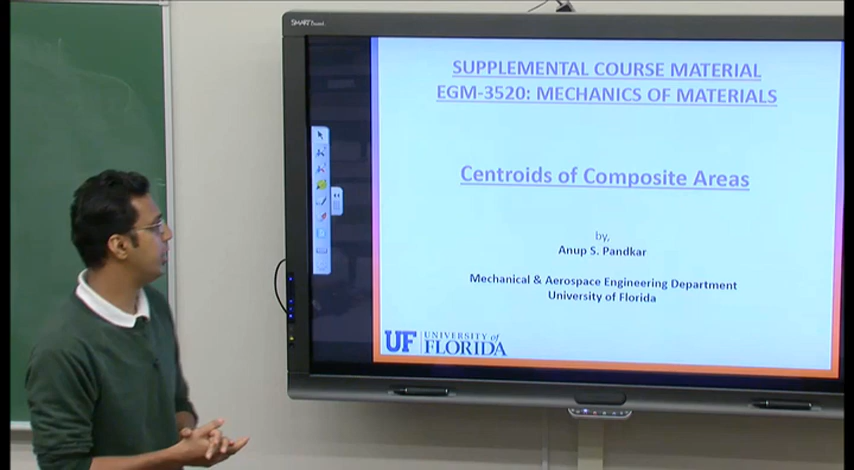 SMART Board
SUPPLEMENTAL COURSE MATERIAL
EGM-3520: MECHANICS OF MATERIALS
Centroids of Composite Areas
by,
Anup S. Pandkar
Mechanical & Aerospace Engineering Department
University of Florida
UF UNIVERSITY of
FLORIDA